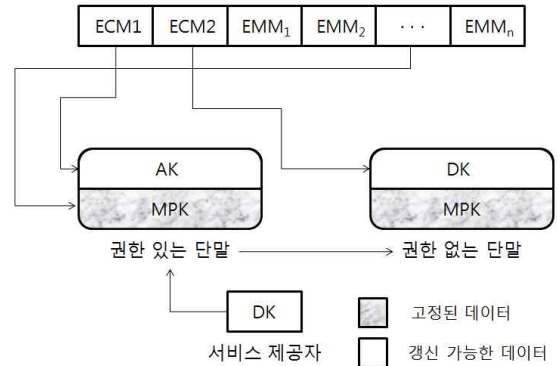 ECM1 ECM2 EMM₁ EMM₂ ··· EMMₙ
AK DK
MPK MPK
권한 있는 단말 권한 없는 단말
DK 고정된 데이터
서비스 제공자 갱신 가능한 데이터